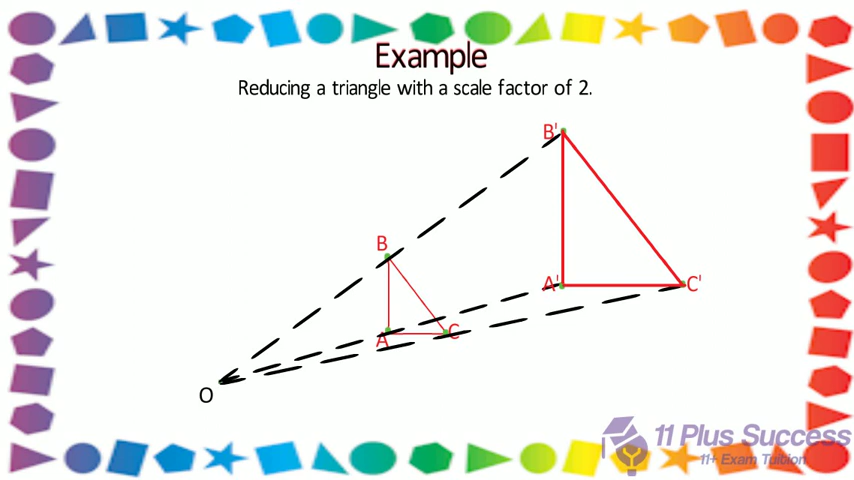 Example
Reducing a triangle with a scale factor of 2.
B'
B
A'
C'
A
C
O
11 Plus Success
11+ Exam Tuition